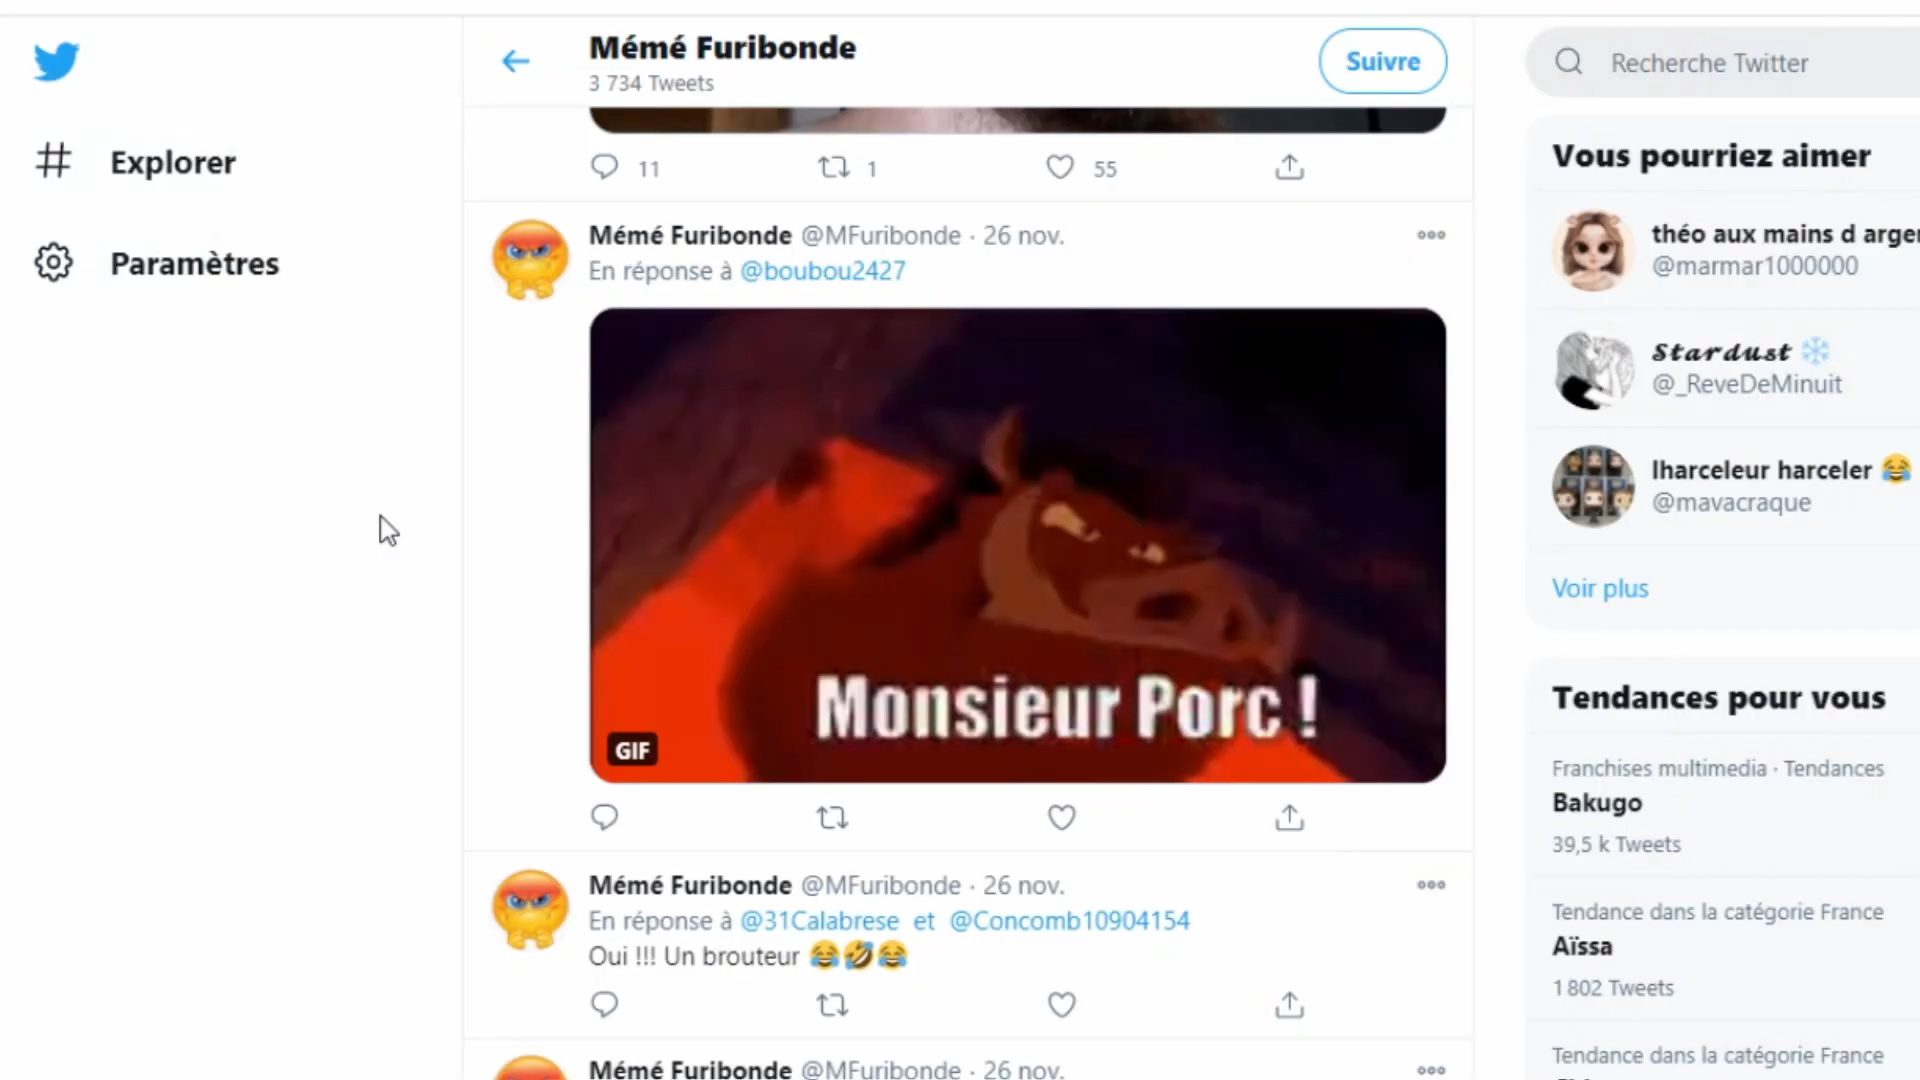 Mémé Furibonde
3 734 Tweets
Suivre
Recherche Twitter
Explorer
Paramètres
11
1
55
Mémé Furibonde @MFuribonde · 26 nov.
En réponse à @boubou2427
Monsieur Porc !
GIF
Mémé Furibonde @MFuribonde · 26 nov.
En réponse à @31Calabrese et @Concomb10904154
Oui !!! Un brouteur 😂🤣😂
Mémé Furibonde @MFuribonde · 26 nov.
Vous pourriez aimer
théo aux mains d arger
@marmar1000000
Stardust ❄️
@_ReveDeMinuit
lharceleur harceler 😂
@mavacraque
Voir plus
Tendances pour vous
Franchises multimedia · Tendances
Bakugo
39,5 k Tweets
Tendance dans la catégorie France
Aïssa
1 802 Tweets
Tendance dans la catégorie France